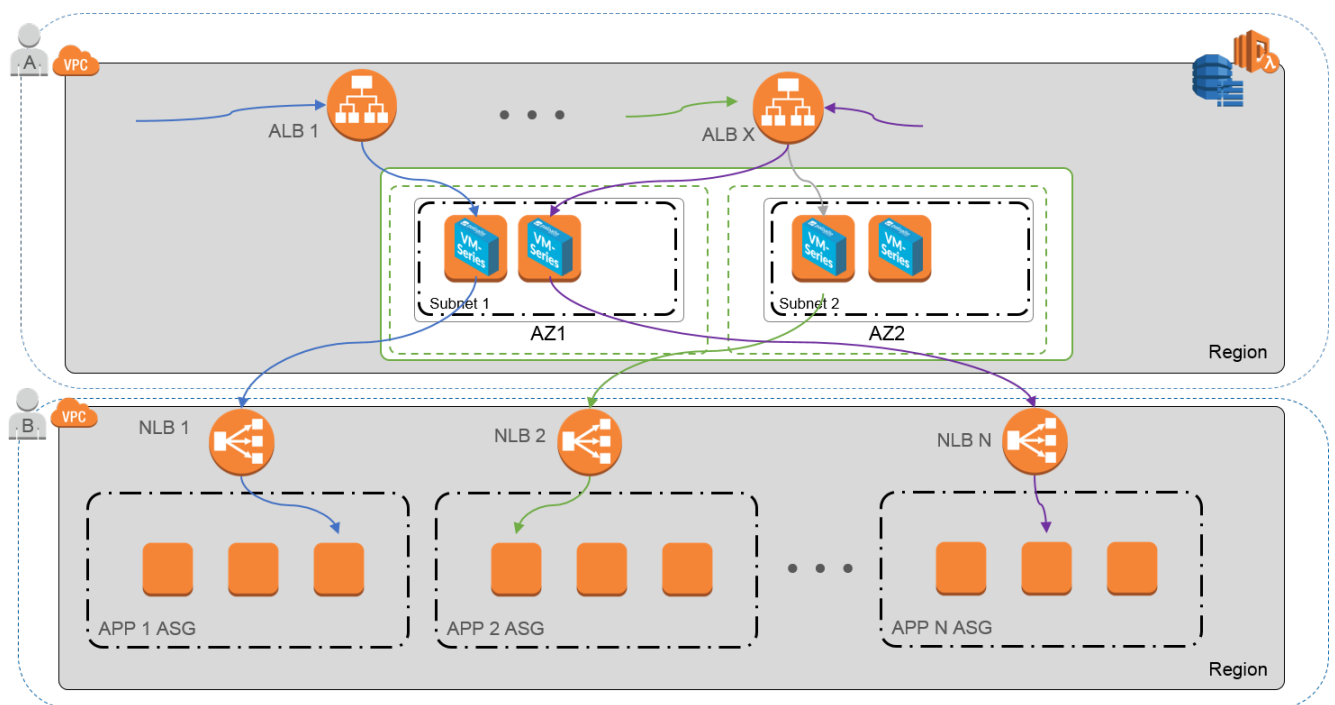 A
VPC
λ
ALB 1
ALB X
VM-
Series
VM-
Series
VM-
Series
VM-
Series
Subnet 1
Subnet 2
AZ1
AZ2
Region
B
VPC
NLB 1
NLB 2
NLB N
APP 1 ASG
APP 2 ASG
APP N ASG
Region